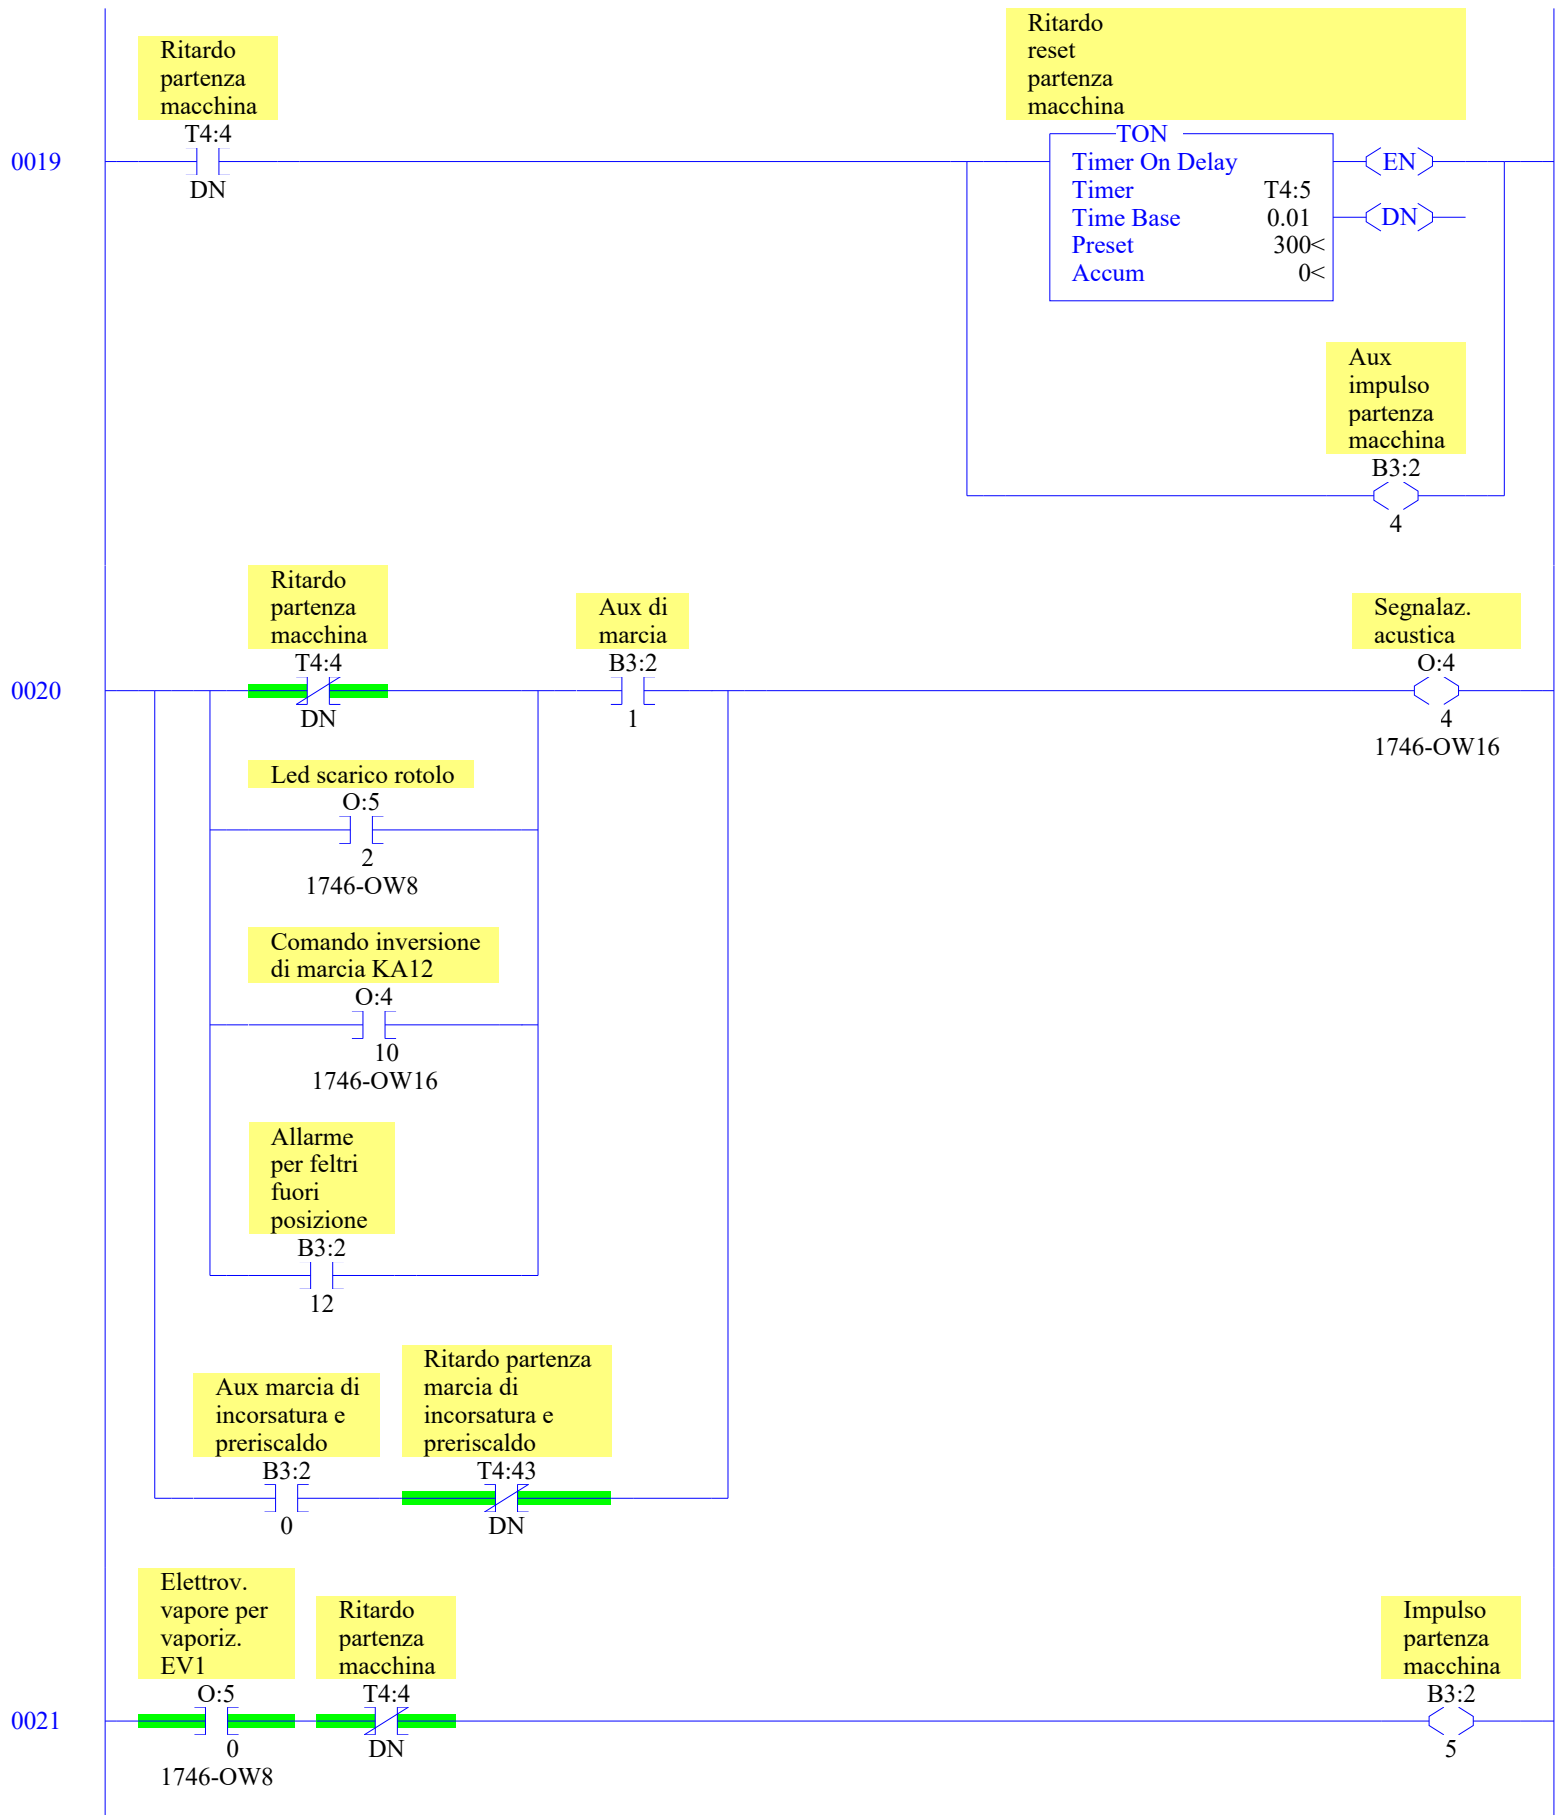 Ritardo
partenza
macchina
T4:4
DN
0019
Ritardo
reset
partenza
macchina
TON
Timer On Delay
Timer T4:5
Time Base 0.01
Preset 300<
Accum 0<
EN
DN
Aux
impulso
partenza
macchina
B3:2
4
0020
Ritardo
partenza
macchina
T4:4
DN
Aux di
marcia
B3:2
1
Segnalaz.
acustica
O:4
4
1746-OW16
Led scarico rotolo
O:5
2
1746-OW8
Comando inversione
di marcia KA12
O:4
10
1746-OW16
Allarme
per feltri
fuori
posizione
B3:2
12
Aux marcia di
incorsatura e
preriscaldo
B3:2
0
Ritardo partenza
marcia di
incorsatura e
preriscaldo
T4:43
DN
0021
Elettrov.
vapore per
vaporiz.
EV1
O:5
0
1746-OW8
Ritardo
partenza
macchina
T4:4
DN
Impulso
partenza
macchina
B3:2
5